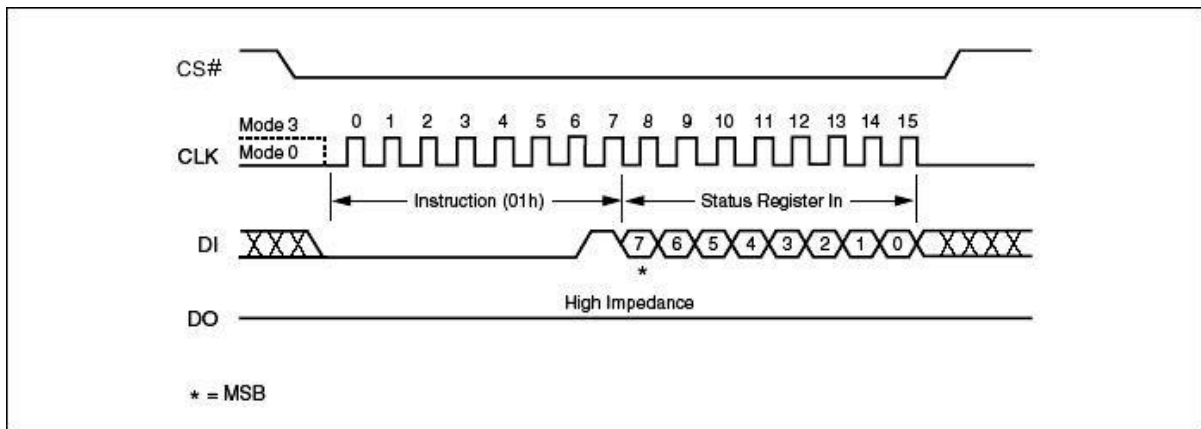 CS#
Mode 3
0 1 2 3 4 5 6 7 8 9 10 11 12 13 14 15
CLK
Mode 0
Instruction (01h)
Status Register In
DI
7 6 5 4 3 2 1 0
*
High Impedance
DO
* = MSB